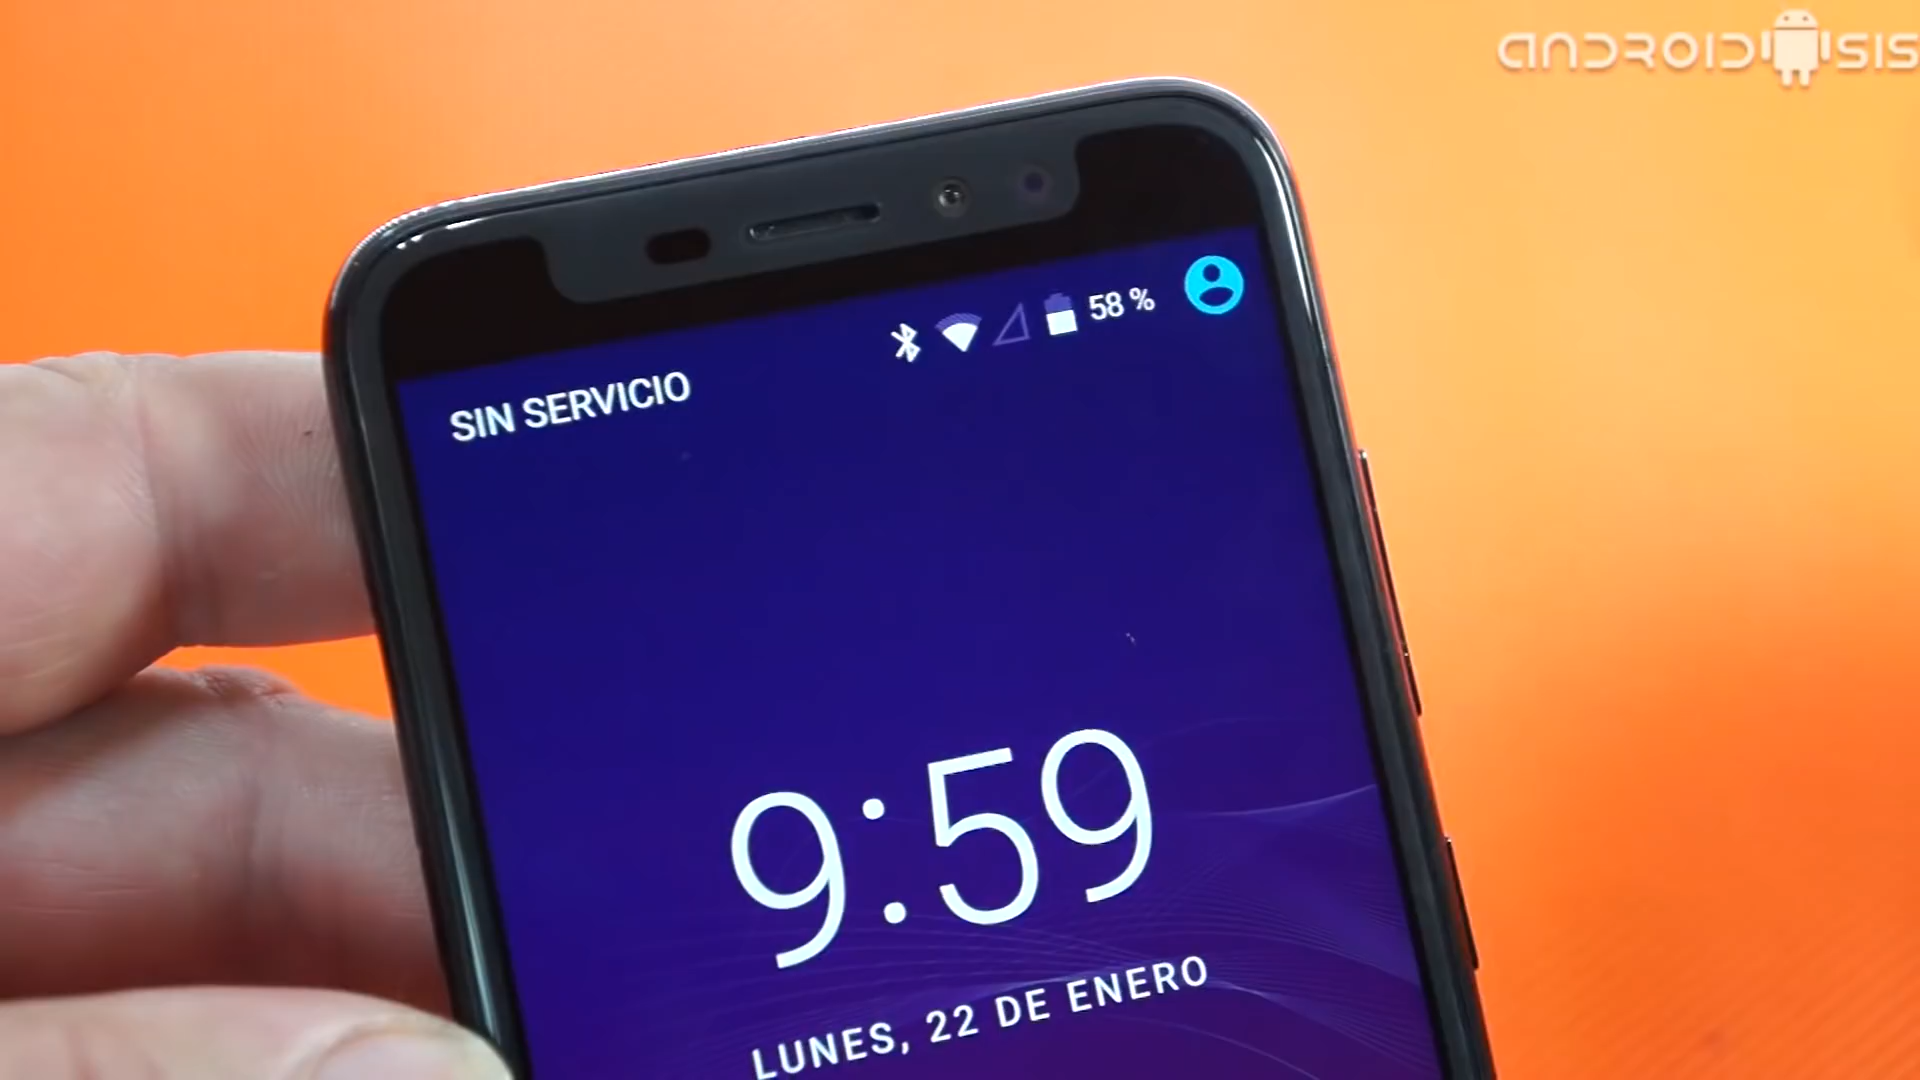 ANDROIDSIS
58 %
SIN SERVICIO
9:59
LUNES, 22 DE ENERO